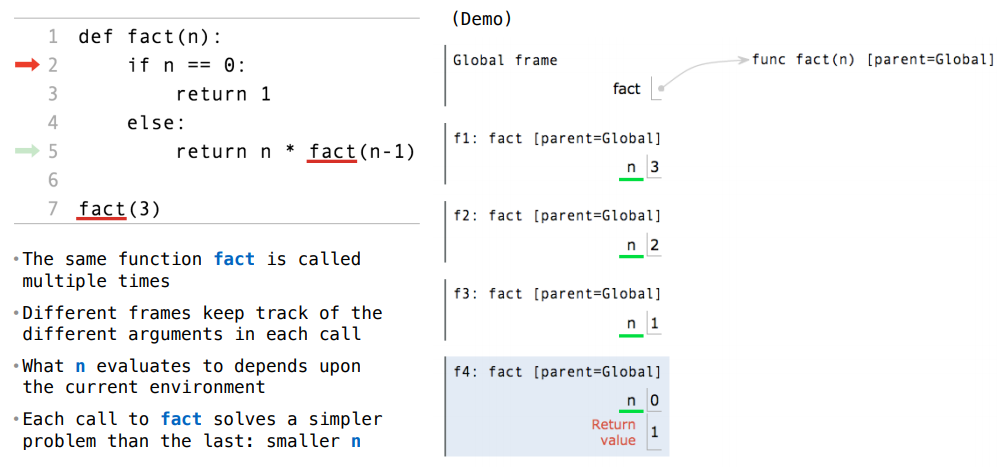 1 def fact(n):
2     if n == 0:
3         return 1
4     else:
5         return n * fact(n-1)
6
7 fact(3)
•The same function fact is called
multiple times
•Different frames keep track of the
different arguments in each call
•What n evaluates to depends upon
the current environment
•Each call to fact solves a simpler
problem than the last: smaller n
(Demo)
Global frame
func fact(n) [parent=Global]
fact
f1: fact [parent=Global]
n 3
f2: fact [parent=Global]
n 2
f3: fact [parent=Global]
n 1
f4: fact [parent=Global]
n 0
Return
value 1